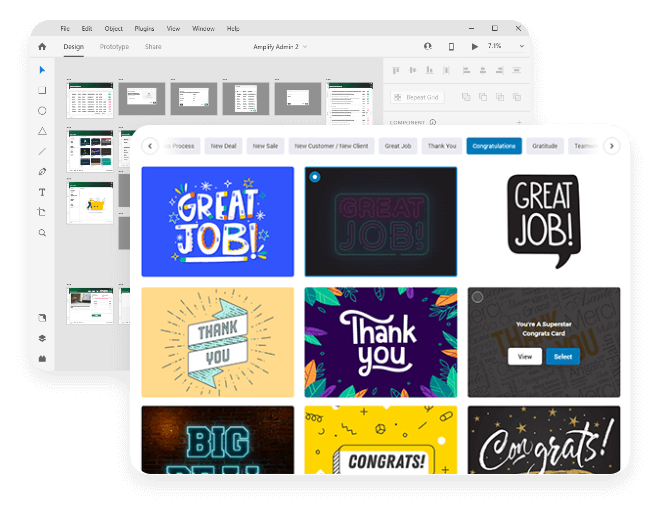 File Edit Object Plugins View Window Help
Design Prototype Share Amplify Admin 2 7.1%
Repeat Grid
COMPONENT
Process New Deal New Sale New Customer / New Client Great Job Thank You Congratulations Gratitude
GREAT
JOB!
GREAT
JOB!
GREAT
JOB!
THANK
YOU
Thank
you
You're A Superstar
Congrats Card
View Select
BIG
DEAL
CONGRATS!
Congrats!